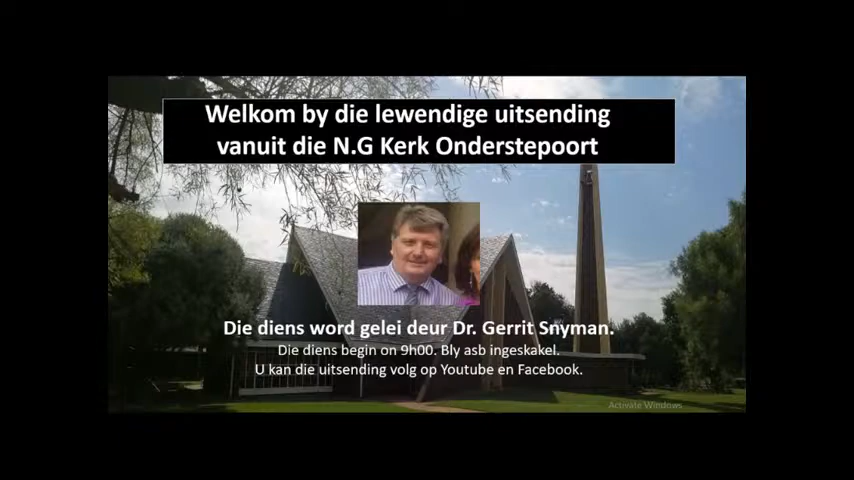 Welkom by die lewendige uitsending
vanuit die N.G Kerk Onderstepoort
Die diens word gelei deur Dr. Gerrit Snyman.
Die diens begin on 9h00. Bly asb ingeskakel.
U kan die uitsending volg op Youtube en Facebook.
Activate Windows